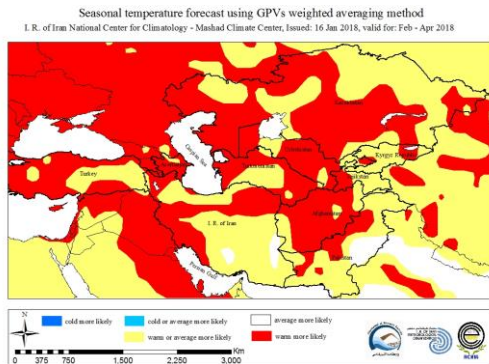 Seasonal temperature forecast using GPVs weighted averaging method
I. R. of Iran National Center for Climatology - Mashad Climate Center, Issued: 16 Jan 2018, valid for: Feb - Apr 2018
Caspian Sea
Turkey
I. R. of Iran
Afghanistan
Persian Gulf
N
cold more likely
cold or average more likely
average more likely
warm or average more likely
warm more likely
0 375 750 1,500 2,250 3,000
Km